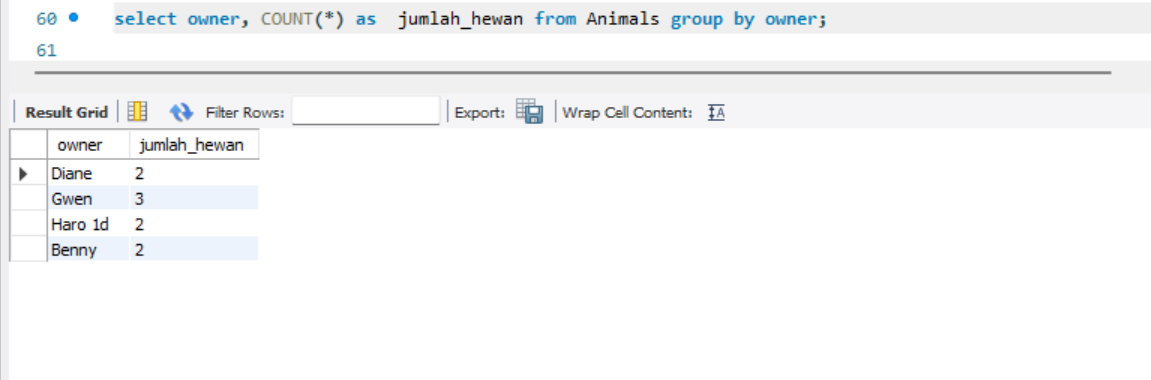 60 select owner, COUNT(*) as  jumlah_hewan from Animals group by owner;
61
Result Grid Filter Rows: Export: Wrap Cell Content: IA
owner jumlah_hewan
Diane 2
Gwen 3
Haro 1d 2
Benny 2